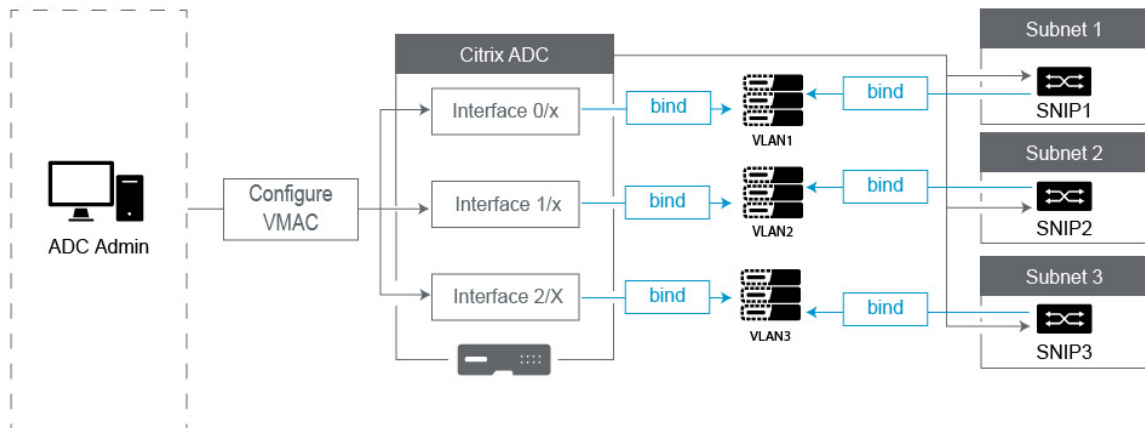 ADC Admin
Configure
VMAC
Citrix ADC
Interface 0/x
Interface 1/x
Interface 2/X
bind
VLAN1
bind
bind
VLAN2
bind
bind
VLAN3
bind
Subnet 1
SNIP1
Subnet 2
SNIP2
Subnet 3
SNIP3